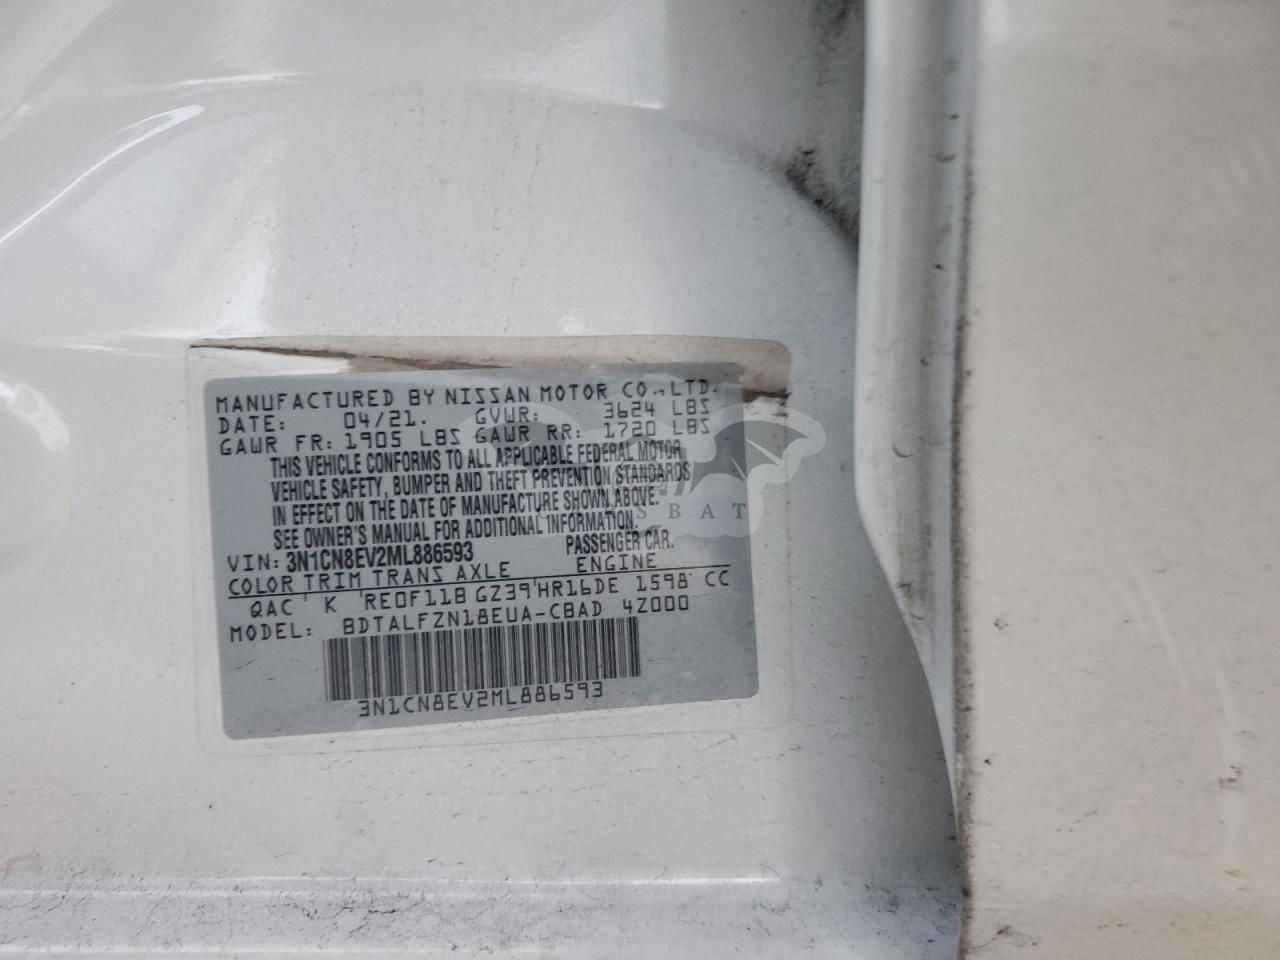 MANUFACTURED BY NISSAN MOTOR CO., LTD.
DATE: 04/21. GVWR: 3624 LBS
GAWR FR: 1905 LBS GAWR RR: 1720 LBS
THIS VEHICLE CONFORMS TO ALL APPLICABLE FEDERAL MOTOR
VEHICLE SAFETY, BUMPER AND THEFT PREVENTION STANDARDS
IN EFFECT ON THE DATE OF MANUFACTURE SHOWN ABOVE.
SEE OWNER'S MANUAL FOR ADDITIONAL INFORMATION.
VIN: 3N1CN8EV2ML886593 PASSENGER CAR.
COLOR TRIM TRANS AXLE ENGINE
QAC' K 'RE0F11B GZ39'HR16DE 1598 CC
MODEL: BDTALFZN18EUA-CBAD 4Z000
3N1CN8EV2ML886593